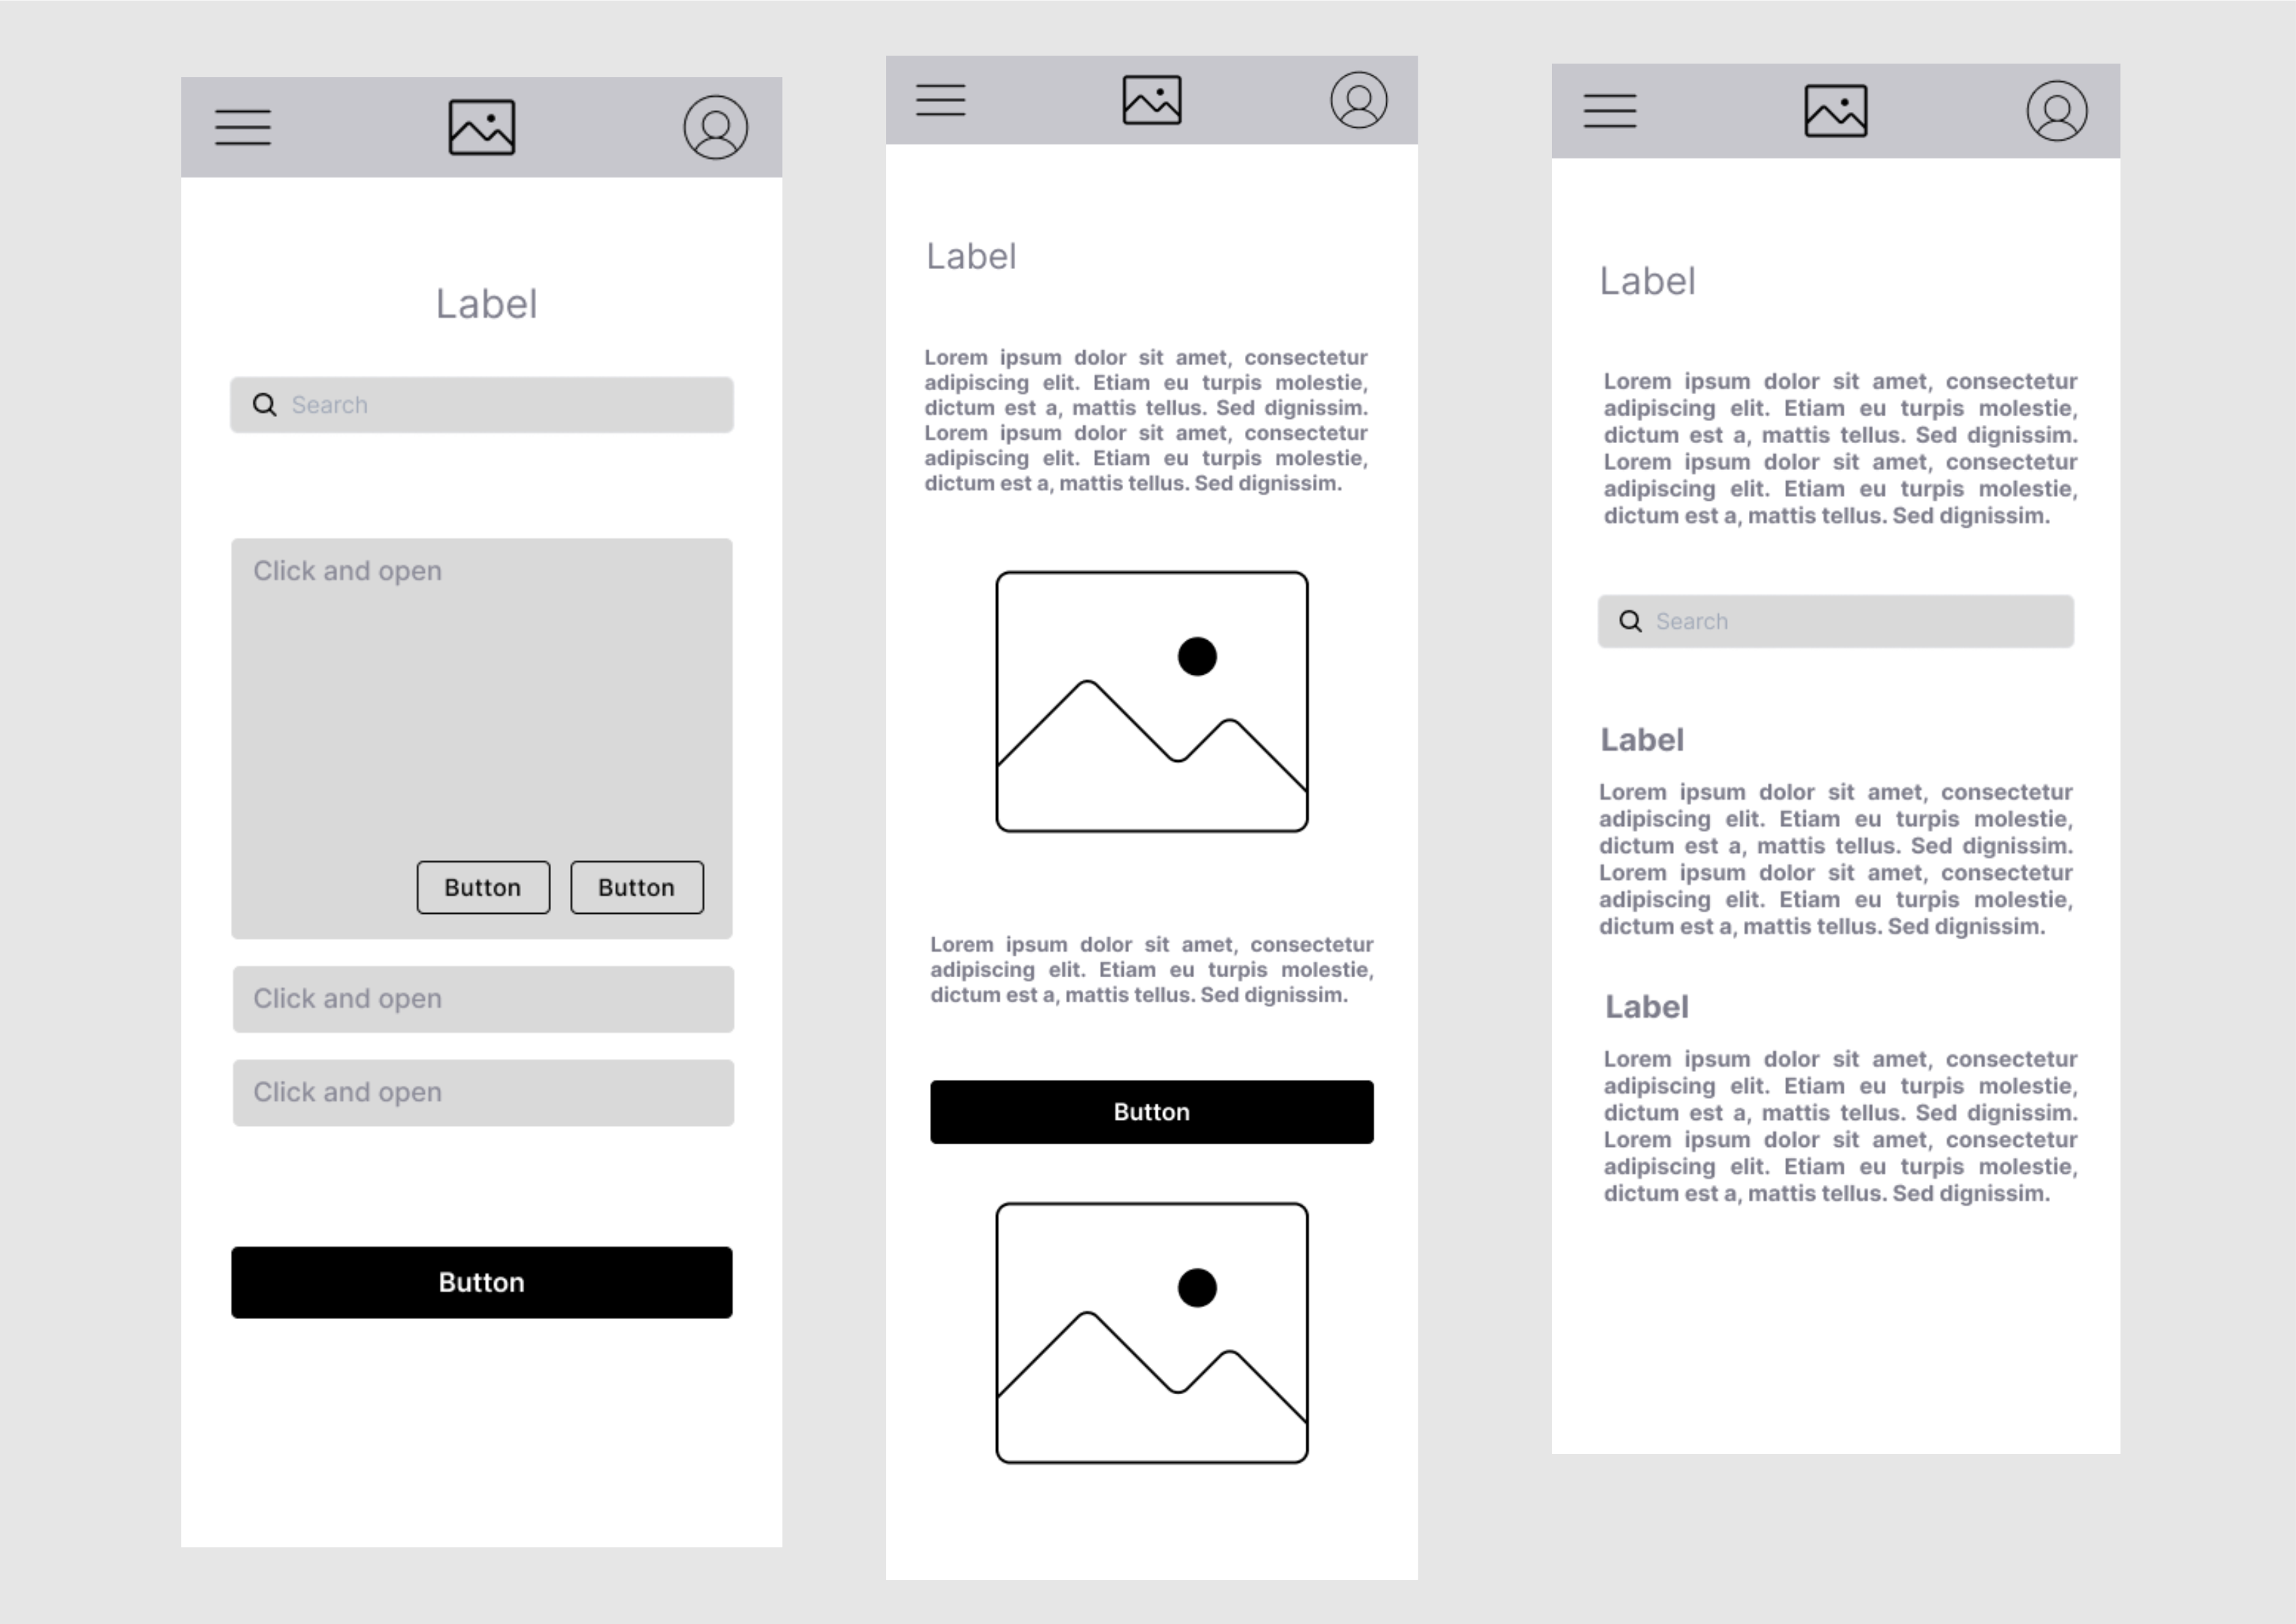 Label
Search
Click and open
Button Button
Click and open
Click and open
Button
Label
Lorem ipsum dolor sit amet, consectetur
adipiscing elit. Etiam eu turpis molestie,
dictum est a, mattis tellus. Sed dignissim.
Lorem ipsum dolor sit amet, consectetur
adipiscing elit. Etiam eu turpis molestie,
dictum est a, mattis tellus. Sed dignissim.
Lorem ipsum dolor sit amet, consectetur
adipiscing elit. Etiam eu turpis molestie,
dictum est a, mattis tellus. Sed dignissim.
Button
Label
Lorem ipsum dolor sit amet, consectetur
adipiscing elit. Etiam eu turpis molestie,
dictum est a, mattis tellus. Sed dignissim.
Lorem ipsum dolor sit amet, consectetur
adipiscing elit. Etiam eu turpis molestie,
dictum est a, mattis tellus. Sed dignissim.
Search
Label
Lorem ipsum dolor sit amet, consectetur
adipiscing elit. Etiam eu turpis molestie,
dictum est a, mattis tellus. Sed dignissim.
Lorem ipsum dolor sit amet, consectetur
adipiscing elit. Etiam eu turpis molestie,
dictum est a, mattis tellus. Sed dignissim.
Label
Lorem ipsum dolor sit amet, consectetur
adipiscing elit. Etiam eu turpis molestie,
dictum est a, mattis tellus. Sed dignissim.
Lorem ipsum dolor sit amet, consectetur
adipiscing elit. Etiam eu turpis molestie,
dictum est a, mattis tellus. Sed dignissim.